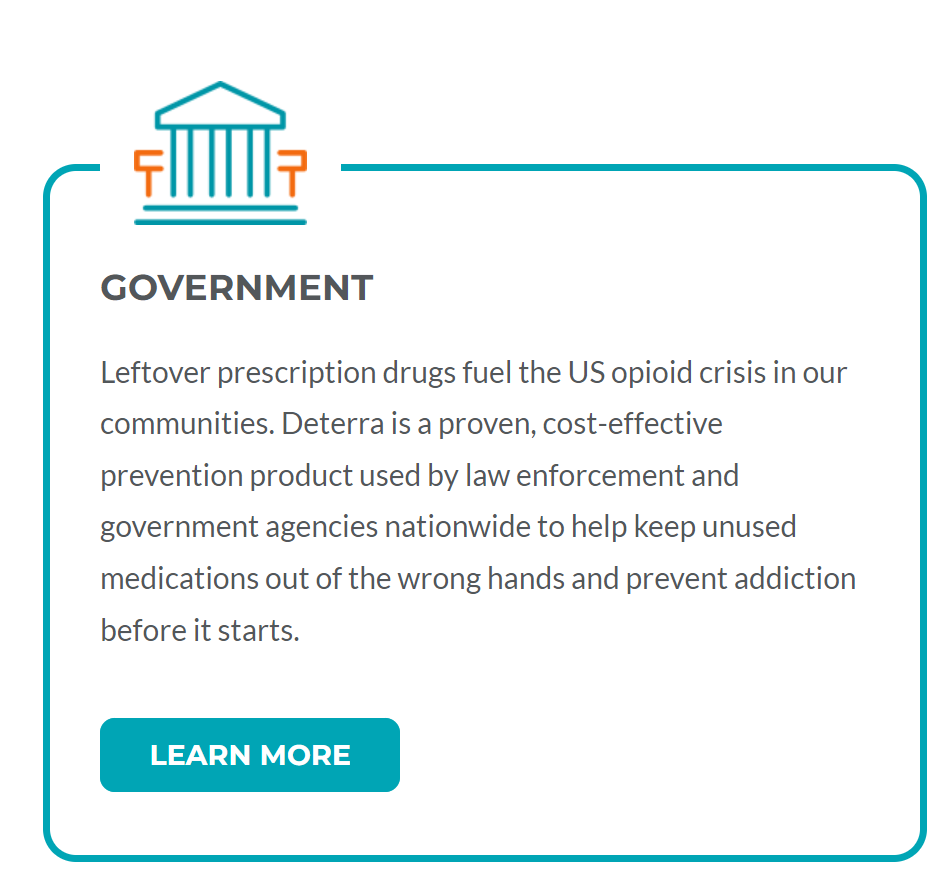 GOVERNMENT
Leftover prescription drugs fuel the US opioid crisis in our
communities. Deterra is a proven, cost-effective
prevention product used by law enforcement and
government agencies nationwide to help keep unused
medications out of the wrong hands and prevent addiction
before it starts.
LEARN MORE